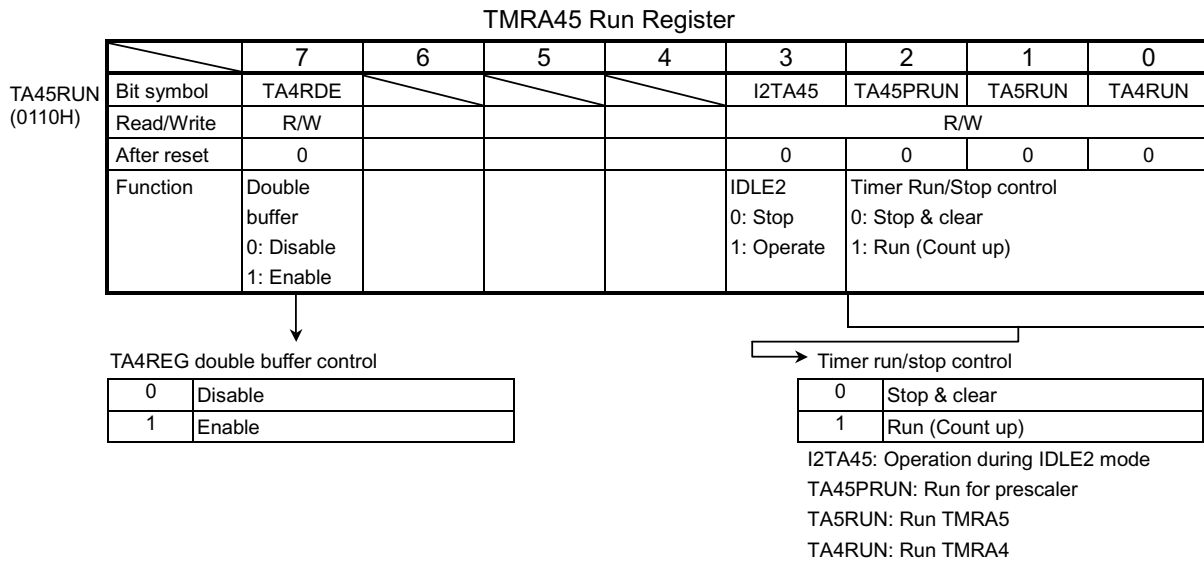 TMRA45 Run Register
7 6 5 4 3 2 1 0
TA45RUN
(0110H)
Bit symbol TA4RDE I2TA45 TA45PRUN TA5RUN TA4RUN
Read/Write R/W R/W
After reset 0 0 0 0 0
Function Double IDLE2 Timer Run/Stop control
buffer 0: Stop 0: Stop & clear
0: Disable 1: Operate 1: Run (Count up)
1: Enable
TA4REG double buffer control
0 Disable
1 Enable
Timer run/stop control
0 Stop & clear
1 Run (Count up)
I2TA45: Operation during IDLE2 mode
TA45PRUN: Run for prescaler
TA5RUN: Run TMRA5
TA4RUN: Run TMRA4